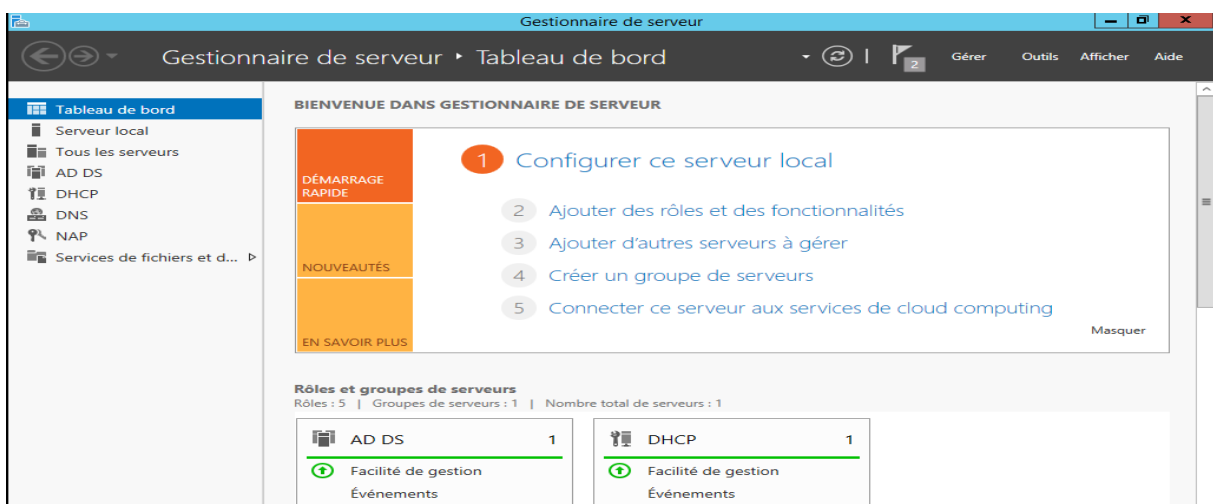 Gestionnaire de serveur
Gestionnaire de serveur ‣ Tableau de bord
2
Gérer
Outils
Afficher
Aide
Tableau de bord
Serveur local
Tous les serveurs
AD DS
DHCP
DNS
NAP
Services de fichiers et d...
BIENVENUE DANS GESTIONNAIRE DE SERVEUR
DÉMARRAGE
RAPIDE
NOUVEAUTÉS
EN SAVOIR PLUS
1 Configurer ce serveur local
2 Ajouter des rôles et des fonctionnalités
3 Ajouter d'autres serveurs à gérer
4 Créer un groupe de serveurs
5 Connecter ce serveur aux services de cloud computing
Masquer
Rôles et groupes de serveurs
Rôles : 5 | Groupes de serveurs : 1 | Nombre total de serveurs : 1
AD DS 1
Facilité de gestion
Événements
DHCP 1
Facilité de gestion
Événements